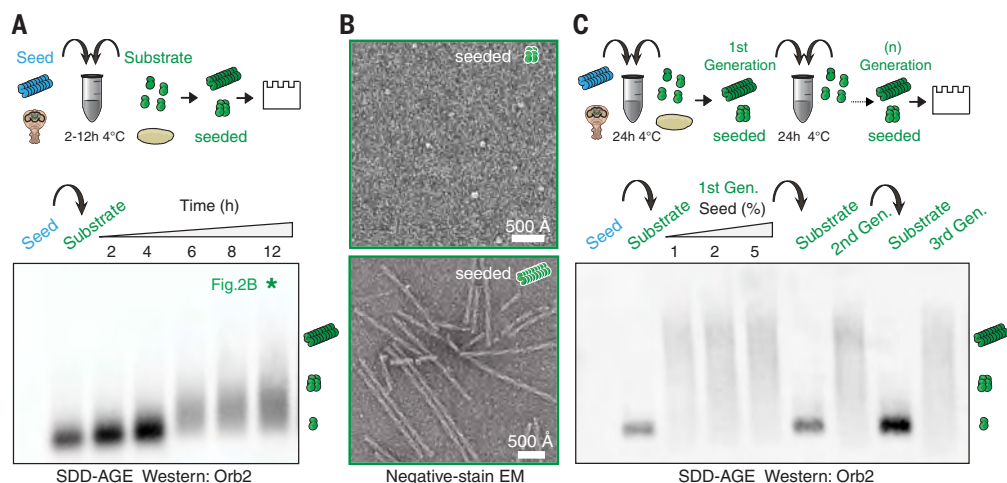 A
Seed
Substrate
2-12h 4°C
seeded
Seed
Substrate
Time (h)
2 4 6 8 12
Fig.2B *
SDD-AGE Western: Orb2
B
seeded
500 Å
seeded
500 Å
Negative-stain EM
C
Seed
Substrate
1st
Generation
(n)
Generation
24h 4°C
24h 4°C
seeded
seeded
Seed
Substrate
1st Gen.
Seed (%)
1 2 5
Substrate
2nd Gen.
Substrate
3rd Gen.
SDD-AGE Western: Orb2